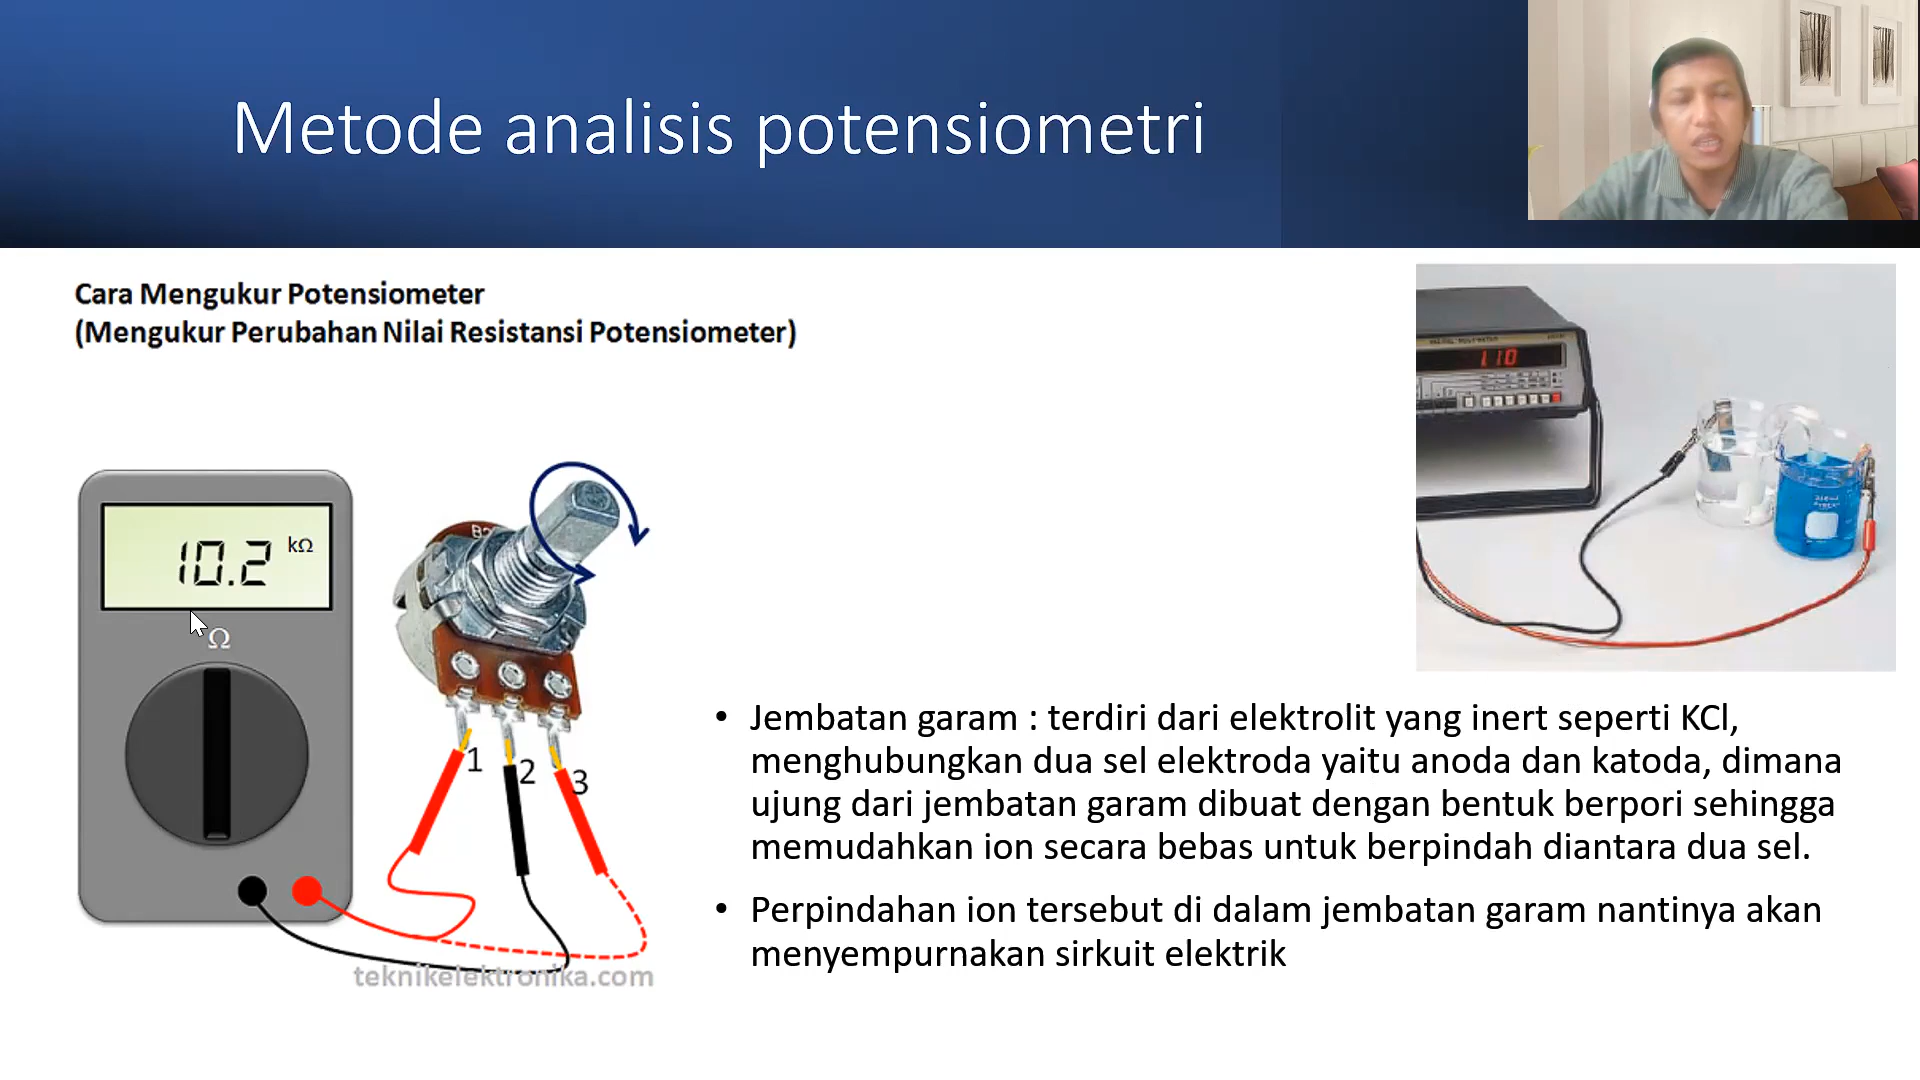 Metode analisis potensiometri
Cara Mengukur Potensiometer
(Mengukur Perubahan Nilai Resistansi Potensiometer)
1.10
10.2 kΩ
Ω
B2
1
2
3
teknikelektronika.com
• Jembatan garam : terdiri dari elektrolit yang inert seperti KCl,
menghubungkan dua sel elektroda yaitu anoda dan katoda, dimana
ujung dari jembatan garam dibuat dengan bentuk berpori sehingga
memudahkan ion secara bebas untuk berpindah diantara dua sel.
• Perpindahan ion tersebut di dalam jembatan garam nantinya akan
menyempurnakan sirkuit elektrik